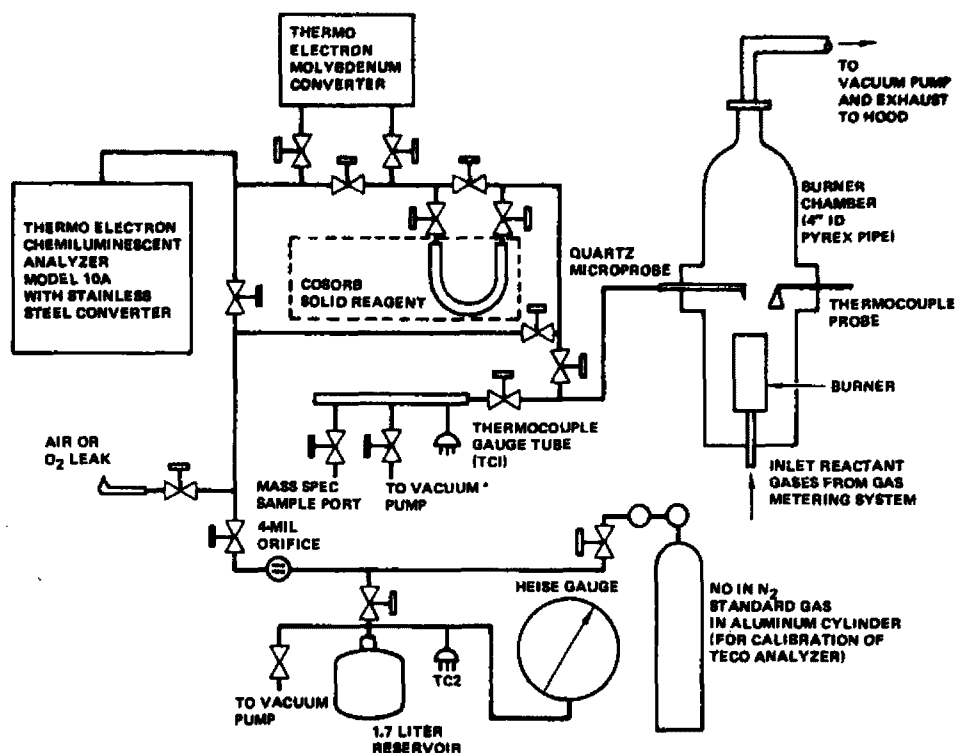 THERMO
ELECTRON
MOLYBDENUM
CONVERTER
TO
VACUUM PUMP
AND EXHAUST
TO HOOD
THERMO ELECTRON
CHEMILUMINESCENT
ANALYZER
MODEL 10A
WITH STAINLESS
STEEL CONVERTER
COSORB
SOLID REAGENT
QUARTZ
MICROPROBE
BURNER
CHAMBER
(4" ID
PYREX PIPE)
THERMOCOUPLE
PROBE
BURNER
THERMOCOUPLE
GAUGE TUBE
(TC1)
AIR OR
O2 LEAK
MASS SPEC
SAMPLE PORT
TO VACUUM
PUMP
INLET REACTANT
GASES FROM GAS
METERING SYSTEM
4-MIL
ORIFICE
HEISE GAUGE
NO IN N2
STANDARD GAS
IN ALUMINUM CYLINDER
(FOR CALIBRATION OF
TECO ANALYZER)
TC2
TO VACUUM
PUMP
1.7 LITER
RESERVOIR